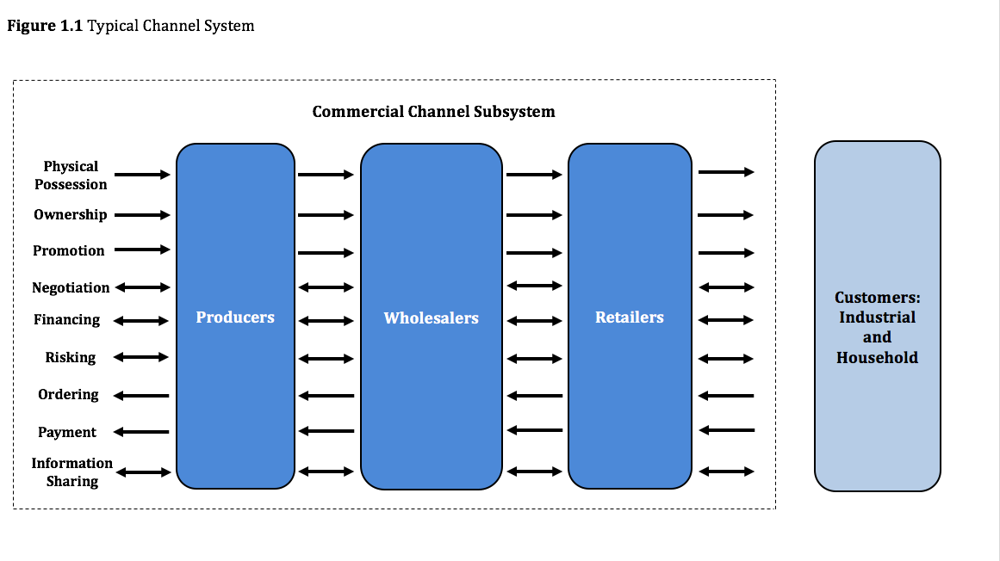 Figure 1.1 Typical Channel System
Commercial Channel Subsystem
Physical
Possession
Ownership
Promotion
Negotiation
Financing
Risking
Ordering
Payment
Information
Sharing
Producers
Wholesalers
Retailers
Customers:
Industrial
and
Household